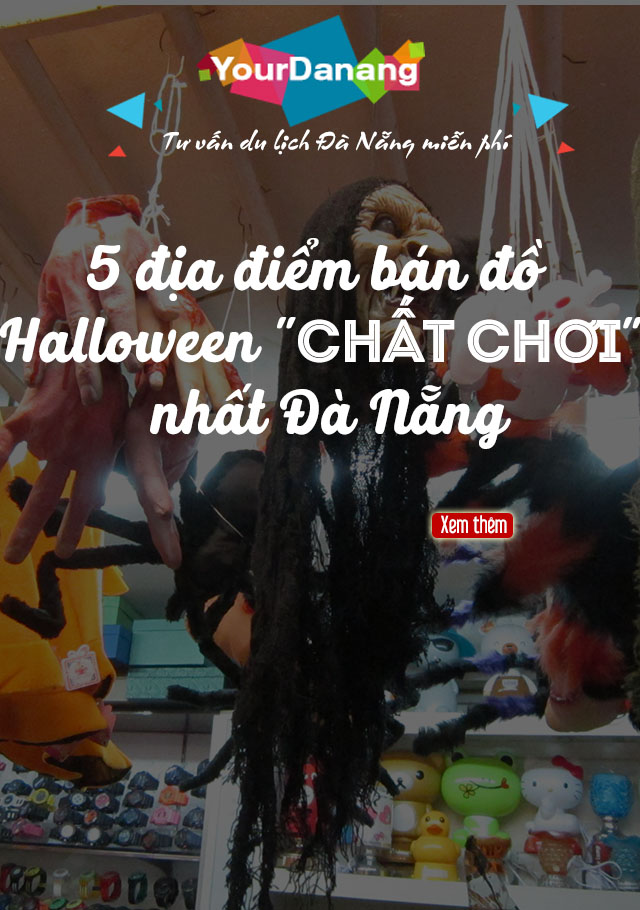 YourDanang
Tư vấn du lịch Đà Nẵng miễn phí
5 địa điểm bán đồ
Halloween "CHẤT CHƠI"
nhất Đà Nẵng
Xem thêm